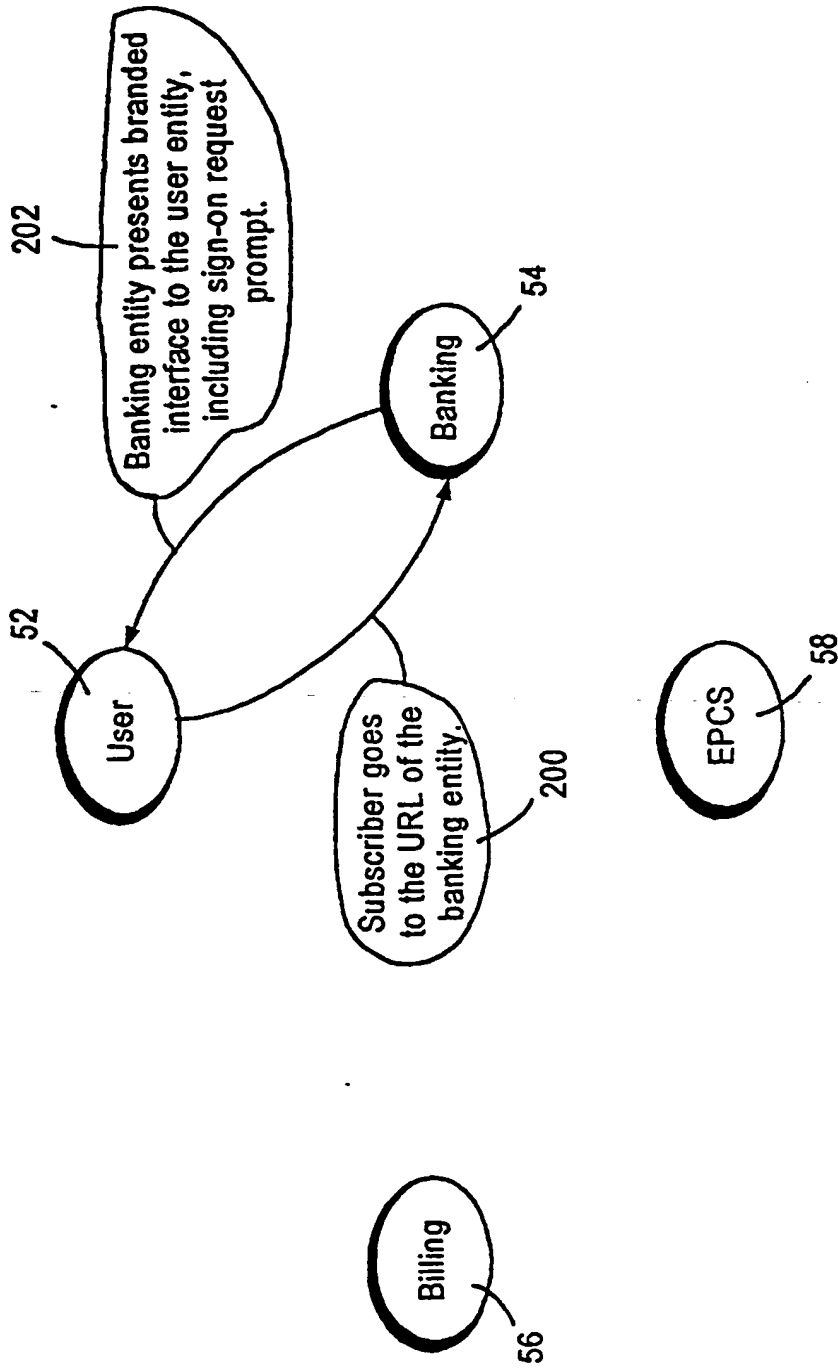 202
Banking entity presents branded
interface to the user entity,
including sign-on request
prompt.
52
User
Banking
54
Subscriber goes
to the URL of the
banking entity.
200
Billing
56
EPCS
58